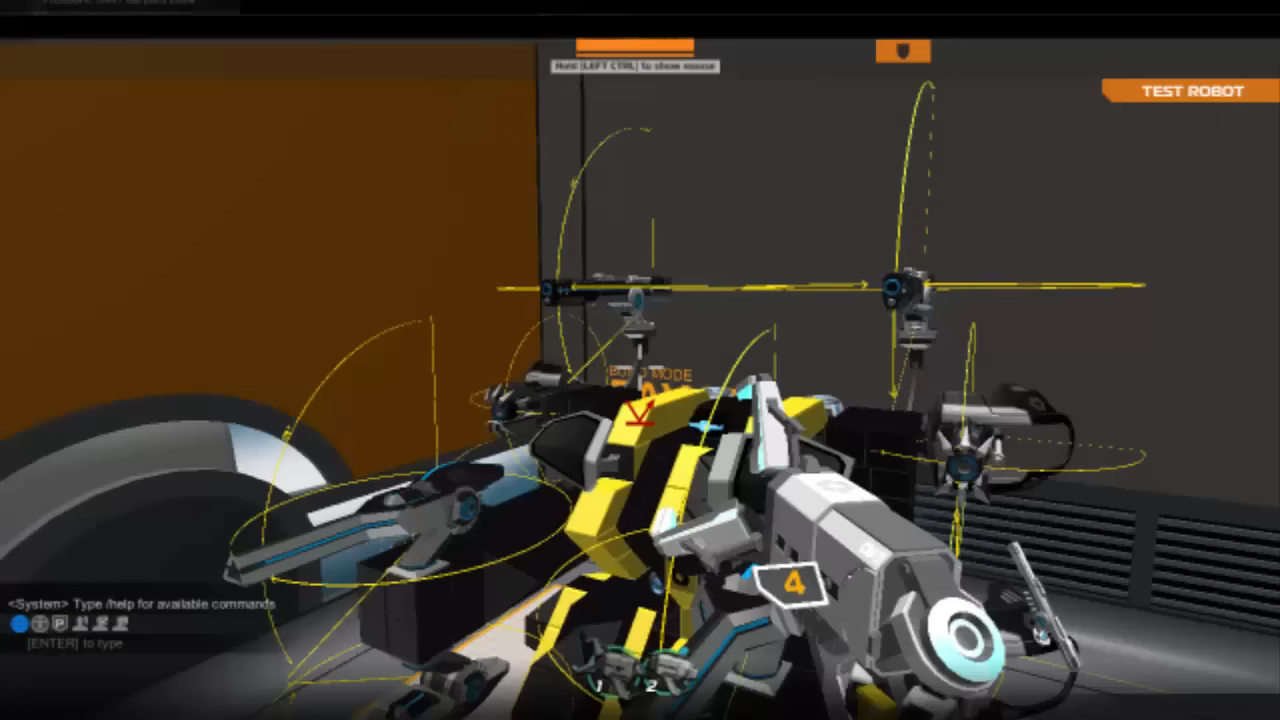 Hold [LEFT CTRL] to show mouse
TEST ROBOT
BUILD MODE
4
<System> Type /help for available commands
P
[ENTER] to type
1 2